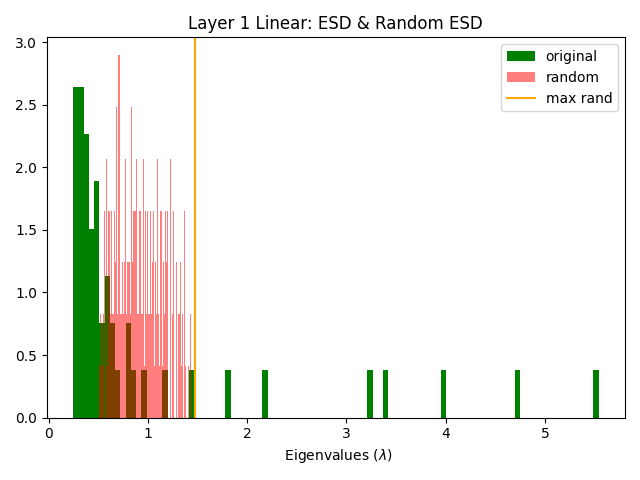 Layer 1 Linear: ESD & Random ESD
3.0
2.5
2.0
1.5
1.0
0.5
0.0
original
random
max rand
0 1 2 3 4 5
Eigenvalues (λ)